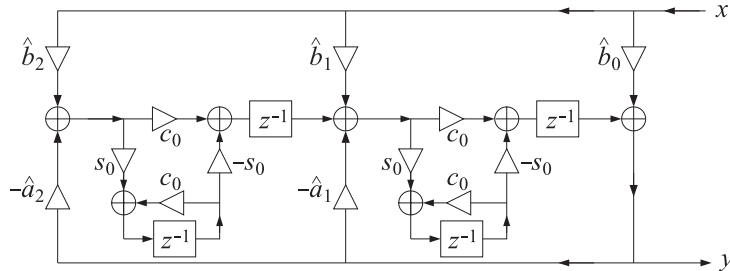 x
b̂₂ b̂₁ b̂₀
c₀ z⁻¹ c₀ z⁻¹
s₀ -s₀ s₀ -s₀
-â₂ c₀ -â₁ c₀
z⁻¹ z⁻¹
y